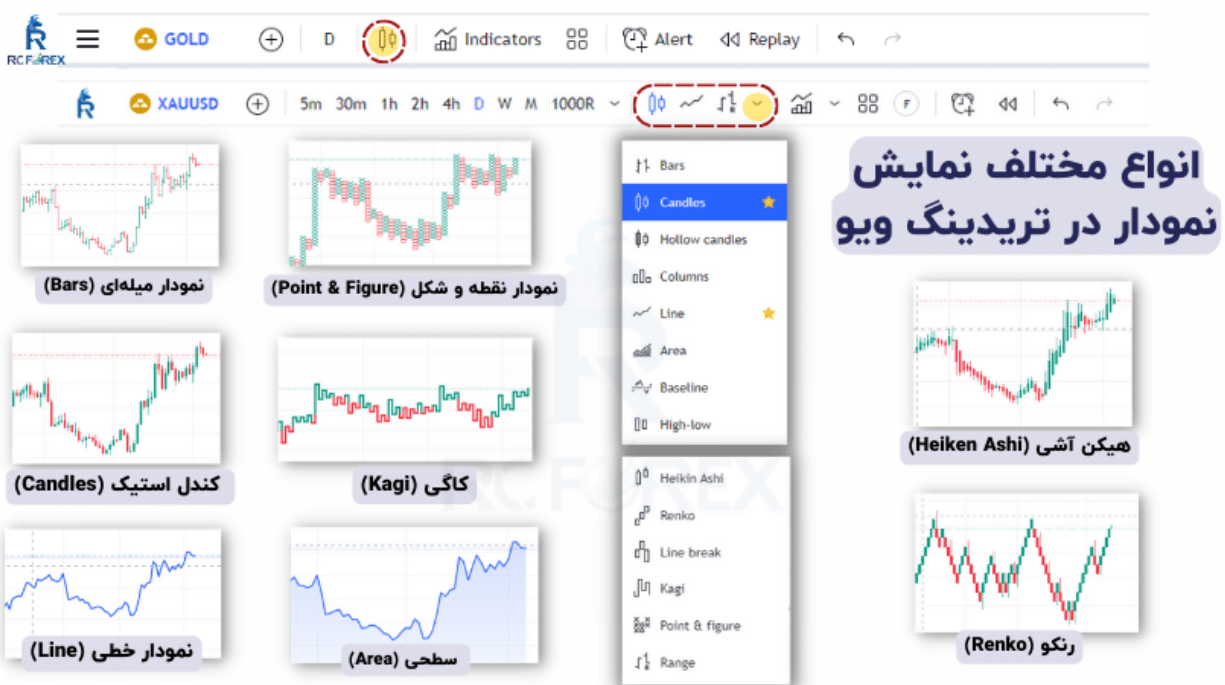 RC FOREX
GOLD
D
Indicators
Alert
Replay
XAUUSD
5m 30m 1h 2h 4h D W M 1000R
F
انواع مختلف نمایش
نمودار در تریدینگ ویو
نمودار میله‌ای (Bars)
نمودار نقطه و شکل (Point & Figure)
کندل استیک (Candles)
کاگی (Kagi)
نمودار خطی (Line)
سطحی (Area)
Bars
Candles
Hollow candles
Columns
Line
Area
Baseline
High-low
Heikin Ashi
Renko
Line break
Kagi
Point & figure
Range
هیکن آشی (Heiken Ashi)
رنکو (Renko)
RC FOREX